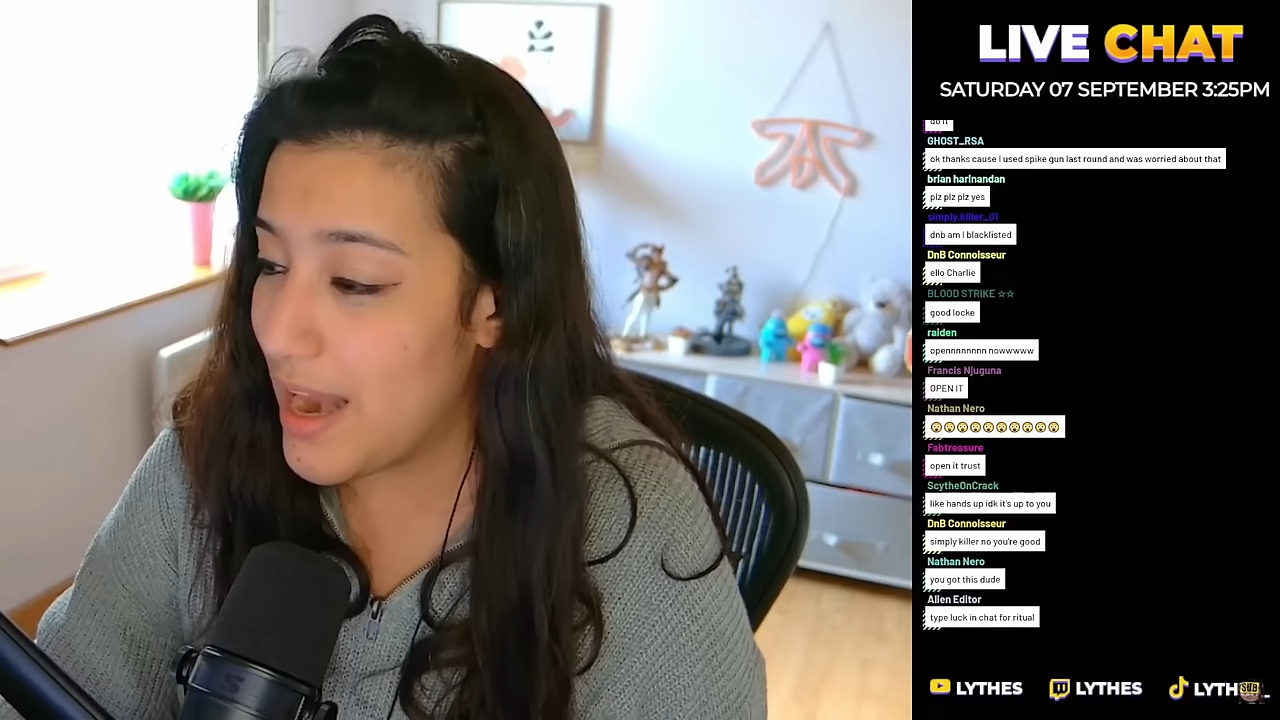 LIVE CHAT
SATURDAY 07 SEPTEMBER 3:25PM
do it
GHOST_RSA
ok thanks cause I used spike gun last round and was worried about that
brian harinandan
plz plz plz yes
simply.killer_01
dnb am I blacklisted
DnB Connoisseur
ello Charlie
BLOOD STRIKE ☆☆
good locke
raiden
opennnnnnnn nowwwww
Francis Njuguna
OPEN IT
Nathan Nero
😲😲😲😲😲😲😲😲😲😲
Fabtreasure
open it trust
ScytheOnCrack
like hands up idk it's up to you
DnB Connoisseur
simply killer no you're good
Nathan Nero
you got this dude
Alien Editor
type luck in chat for ritual
LYTHES LYTHES
SUB